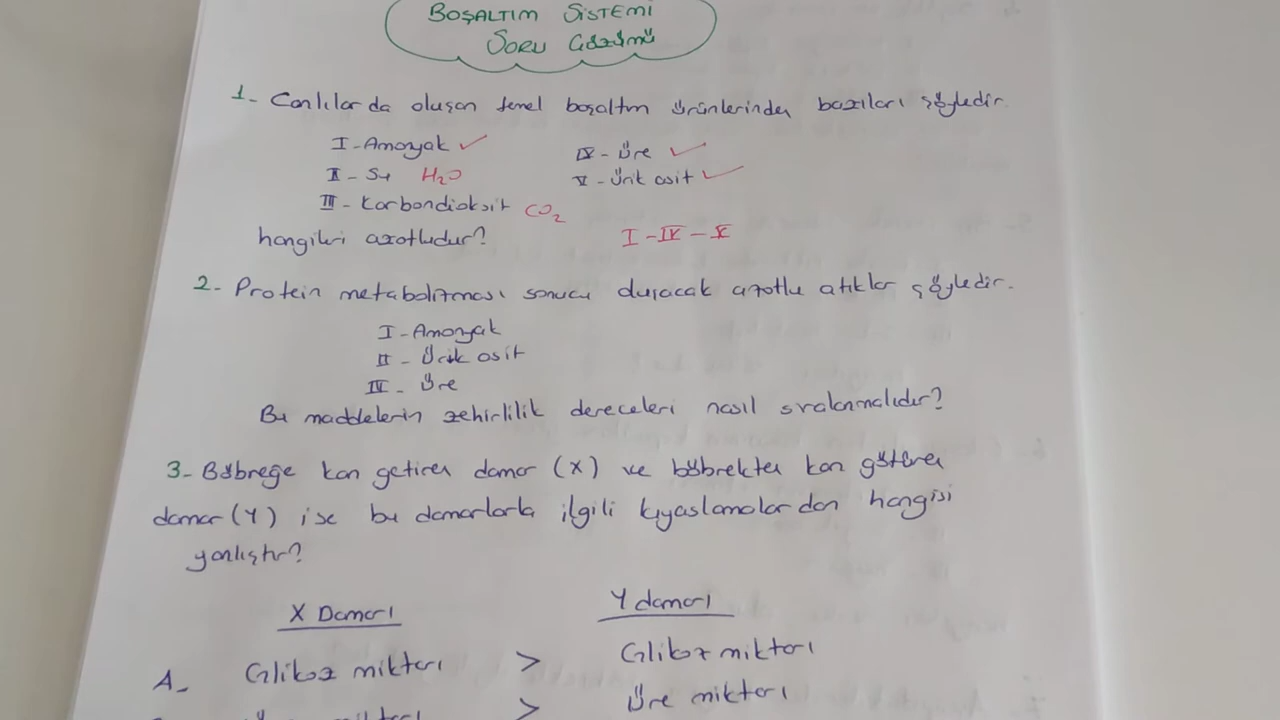 BOŞALTIM SİSTEMİ
SORU ÇÖZÜMÜ
1- Canlılarda oluşan temel boşaltım ürünlerinden bazıları şöyledir.
I-Amonyak ✓ IV- Üre ✓
II- Su H₂O V- Ürik asit ✓
III- Karbondioksit CO₂
hangileri azotludur? I-IV-V
2- Protein metabolizması sonucu oluşacak azotlu atıklar şöyledir.
I-Amonyak
II- Ürik asit
III- Üre
Bu maddelerin zehirlilik dereceleri nasıl sıralanmalıdır?
3- Böbreğe kan getiren damar (X) ve böbrekten kan götüren
damar (Y) ise bu damarlarla ilgili kıyaslamalardan hangisi
yanlıştır?
X Damarı Y damarı
A- Glikoz miktarı > Glikoz miktarı
miktarı > Üre miktarı